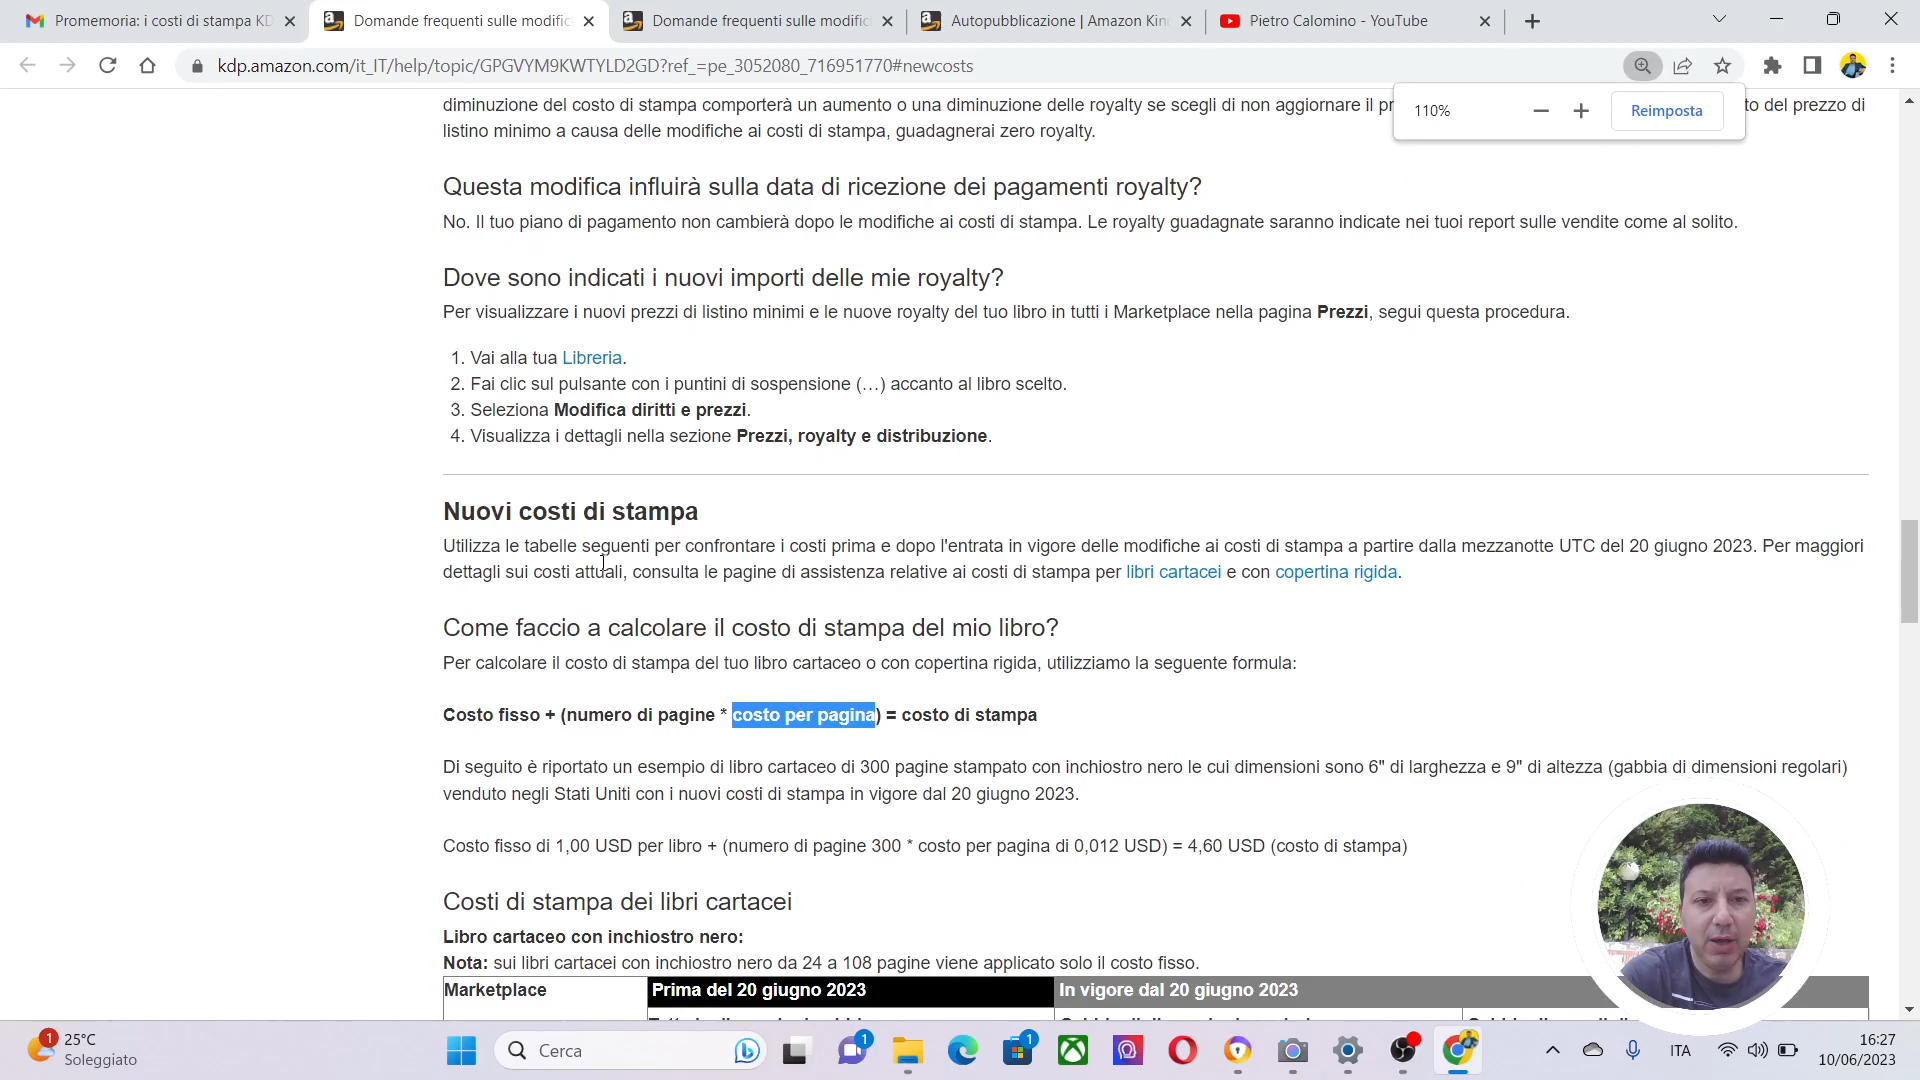 Promemoria: i costi di stampa KD
Domande frequenti sulle modific
Domande frequenti sulle modific
Autopubblicazione | Amazon Kin
Pietro Calomino - YouTube
kdp.amazon.com/it_IT/help/topic/GPGVYM9KWTYLD2GD?ref_=pe_3052080_716951770#newcosts
110%
Reimposta
diminuzione del costo di stampa comporterà un aumento o una diminuzione delle royalty se scegli di non aggiornare il pr
to del prezzo di
listino minimo a causa delle modifiche ai costi di stampa, guadagnerai zero royalty.
Questa modifica influirà sulla data di ricezione dei pagamenti royalty?
No. Il tuo piano di pagamento non cambierà dopo le modifiche ai costi di stampa. Le royalty guadagnate saranno indicate nei tuoi report sulle vendite come al solito.
Dove sono indicati i nuovi importi delle mie royalty?
Per visualizzare i nuovi prezzi di listino minimi e le nuove royalty del tuo libro in tutti i Marketplace nella pagina Prezzi, segui questa procedura.
1. Vai alla tua Libreria.
2. Fai clic sul pulsante con i puntini di sospensione (…) accanto al libro scelto.
3. Seleziona Modifica diritti e prezzi.
4. Visualizza i dettagli nella sezione Prezzi, royalty e distribuzione.
Nuovi costi di stampa
Utilizza le tabelle seguenti per confrontare i costi prima e dopo l'entrata in vigore delle modifiche ai costi di stampa a partire dalla mezzanotte UTC del 20 giugno 2023. Per maggiori
dettagli sui costi attuali, consulta le pagine di assistenza relative ai costi di stampa per libri cartacei e con copertina rigida.
Come faccio a calcolare il costo di stampa del mio libro?
Per calcolare il costo di stampa del tuo libro cartaceo o con copertina rigida, utilizziamo la seguente formula:
Costo fisso + (numero di pagine * costo per pagina) = costo di stampa
Di seguito è riportato un esempio di libro cartaceo di 300 pagine stampato con inchiostro nero le cui dimensioni sono 6" di larghezza e 9" di altezza (gabbia di dimensioni regolari)
venduto negli Stati Uniti con i nuovi costi di stampa in vigore dal 20 giugno 2023.
Costo fisso di 1,00 USD per libro + (numero di pagine 300 * costo per pagina di 0,012 USD) = 4,60 USD (costo di stampa)
Costi di stampa dei libri cartacei
Libro cartaceo con inchiostro nero:
Nota: sui libri cartacei con inchiostro nero da 24 a 108 pagine viene applicato solo il costo fisso.
Marketplace
Prima del 20 giugno 2023
In vigore dal 20 giugno 2023
1
25°C
Soleggiato
Cerca
1
1
ITA
16:27
10/06/2023